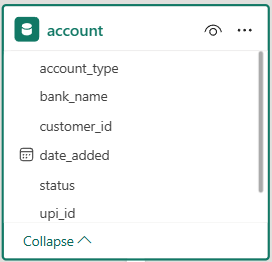 account
account_type
bank_name
customer_id
date_added
status
upi_id
Collapse